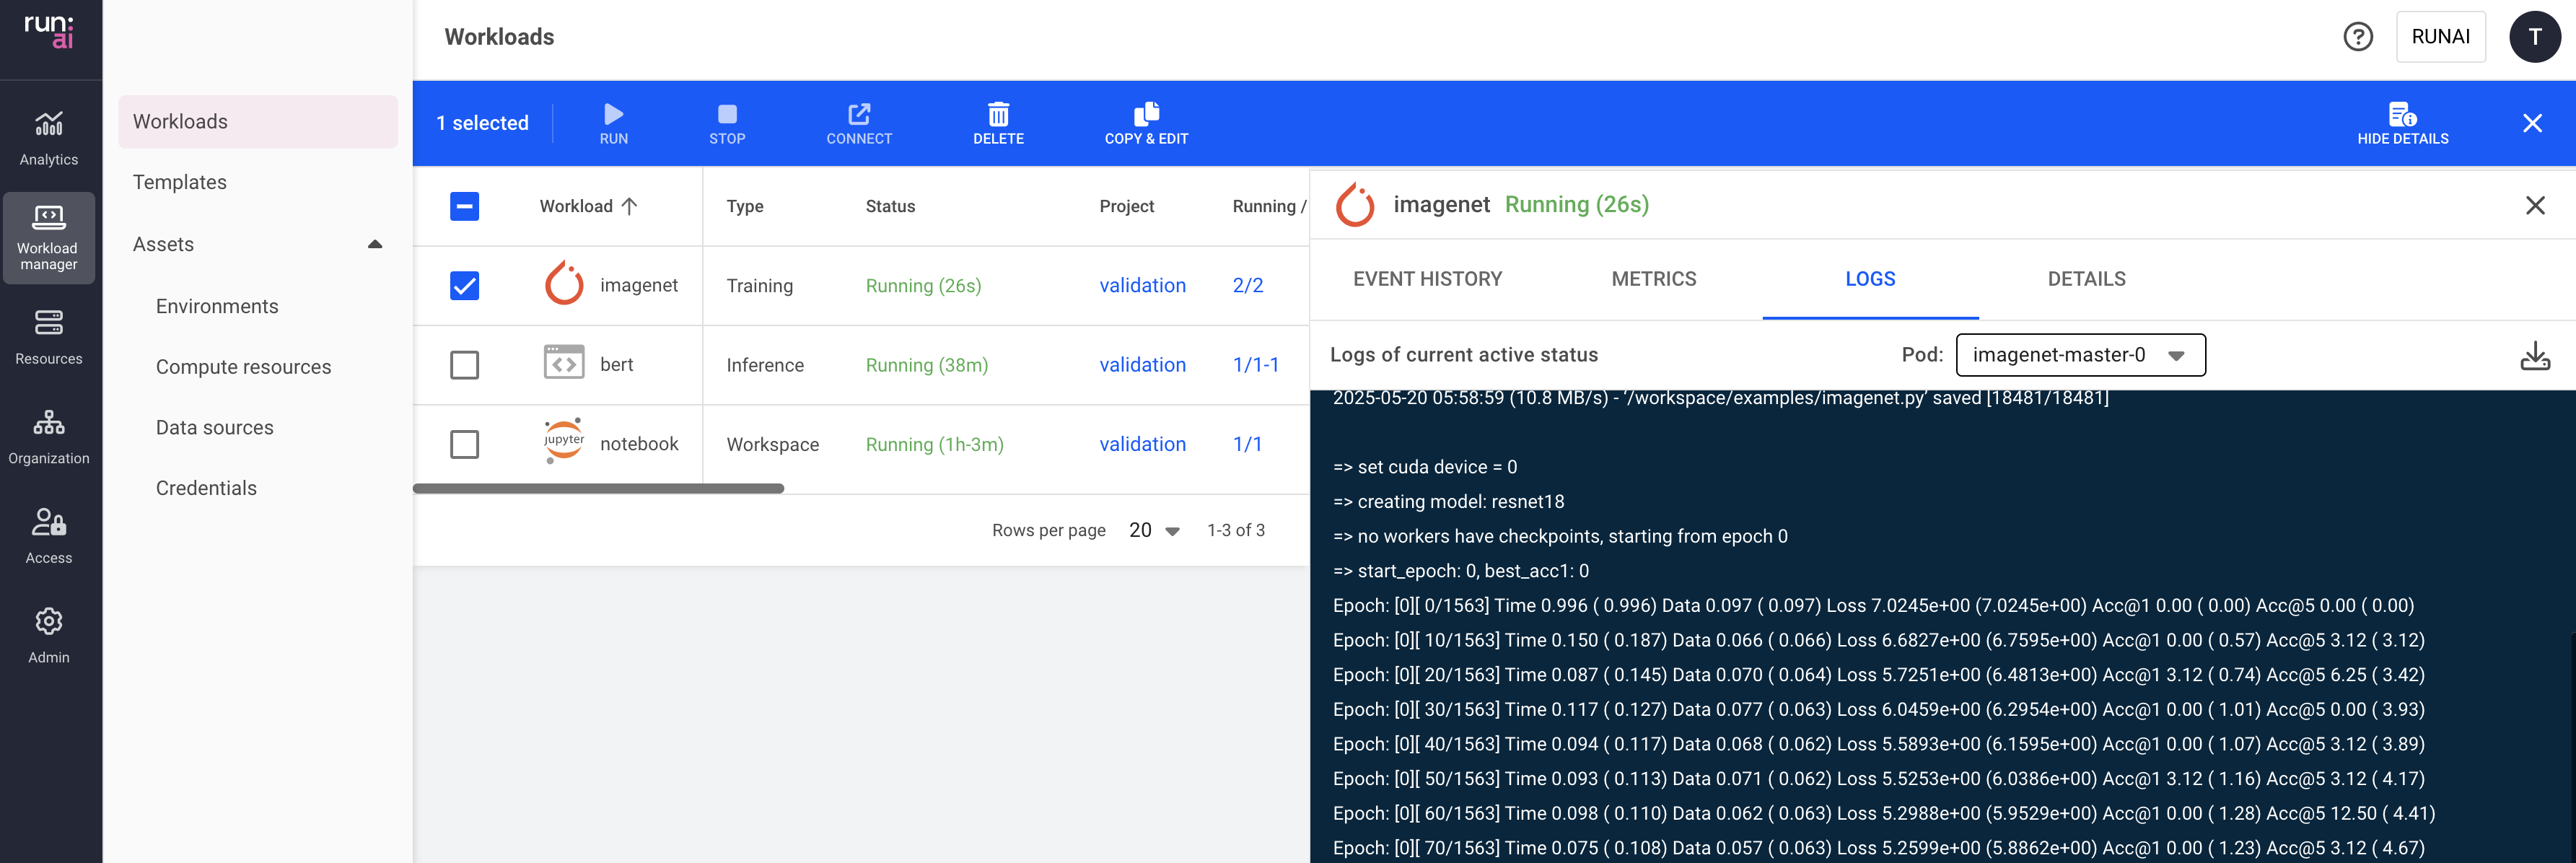 run:
ai
Analytics
Workload
manager
Resources
Organization
Access
Admin
Workloads
Templates
Assets
Environments
Compute resources
Data sources
Credentials
Workloads
RUNAI
T
1 selected
RUN
STOP
CONNECT
DELETE
COPY & EDIT
HIDE DETAILS
Workload Type Status Project Running /
imagenet Training Running (26s) validation 2/2
bert Inference Running (38m) validation 1/1-1
jupyter notebook Workspace Running (1h-3m) validation 1/1
Rows per page 20 1-3 of 3
imagenet Running (26s)
EVENT HISTORY METRICS LOGS DETAILS
Logs of current active status Pod: imagenet-master-0
2025-05-20 05:58:59 (10.8 MB/s) - ‘/workspace/examples/imagenet.py’ saved [18481/18481]
=> set cuda device = 0
=> creating model: resnet18
=> no workers have checkpoints, starting from epoch 0
=> start_epoch: 0, best_acc1: 0
Epoch: [0][ 0/1563] Time 0.996 ( 0.996) Data 0.097 ( 0.097) Loss 7.0245e+00 (7.0245e+00) Acc@1 0.00 ( 0.00) Acc@5 0.00 ( 0.00)
Epoch: [0][ 10/1563] Time 0.150 ( 0.187) Data 0.066 ( 0.066) Loss 6.6827e+00 (6.7595e+00) Acc@1 0.00 ( 0.57) Acc@5 3.12 ( 3.12)
Epoch: [0][ 20/1563] Time 0.087 ( 0.145) Data 0.070 ( 0.064) Loss 5.7251e+00 (6.4813e+00) Acc@1 3.12 ( 0.74) Acc@5 6.25 ( 3.42)
Epoch: [0][ 30/1563] Time 0.117 ( 0.127) Data 0.077 ( 0.063) Loss 6.0459e+00 (6.2954e+00) Acc@1 0.00 ( 1.01) Acc@5 0.00 ( 3.93)
Epoch: [0][ 40/1563] Time 0.094 ( 0.117) Data 0.068 ( 0.062) Loss 5.5893e+00 (6.1595e+00) Acc@1 0.00 ( 1.07) Acc@5 3.12 ( 3.89)
Epoch: [0][ 50/1563] Time 0.093 ( 0.113) Data 0.071 ( 0.062) Loss 5.5253e+00 (6.0386e+00) Acc@1 3.12 ( 1.16) Acc@5 3.12 ( 4.17)
Epoch: [0][ 60/1563] Time 0.098 ( 0.110) Data 0.062 ( 0.063) Loss 5.2988e+00 (5.9529e+00) Acc@1 0.00 ( 1.28) Acc@5 12.50 ( 4.41)
Epoch: [0][ 70/1563] Time 0.075 ( 0.108) Data 0.057 ( 0.063) Loss 5.2599e+00 (5.8862e+00) Acc@1 0.00 ( 1.23) Acc@5 3.12 ( 4.67)